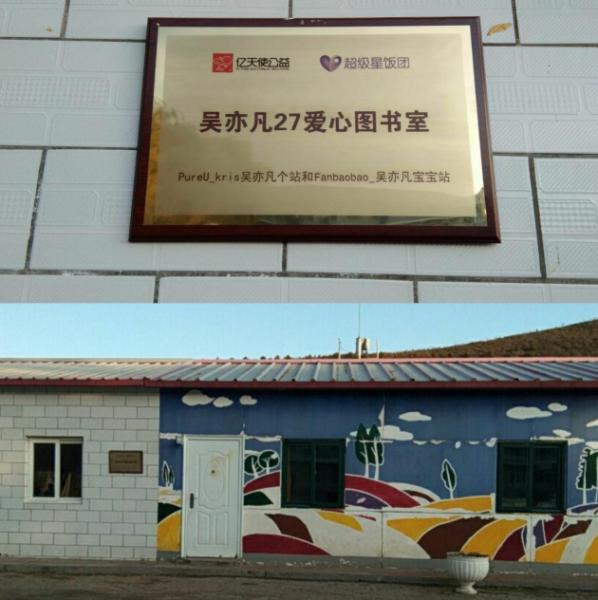 亿天使公益 超级星饭团
吴亦凡27爱心图书室
PureU_kris吴亦凡个站和Fanbaobao_吴亦凡宝宝站